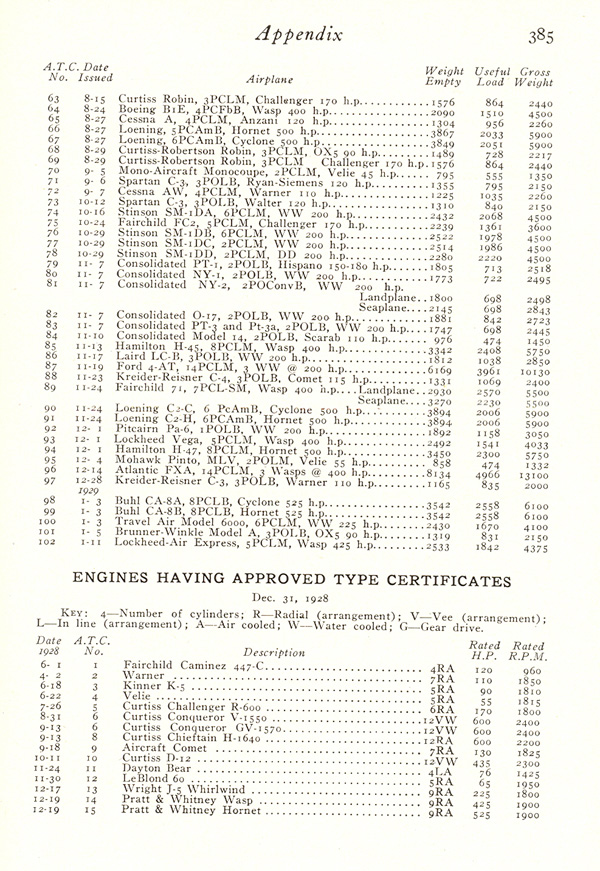 Appendix 385
A.T.C. Date Weight Useful Gross
No. Issued Airplane Empty Load Weight
63 8-15 Curtiss Robin, 3PCLM, Challenger 170 h.p. 1576 864 2440
64 8-24 Boeing B1E, 4PCFbB, Wasp 400 h.p. 2090 1510 4500
65 8-27 Cessna A, 4PCLM, Anzani 120 h.p. 1304 956 2260
66 8-27 Loening, 5PCAmB, Hornet 500 h.p. 3867 2033 5900
67 8-27 Loening, 6PCAmB, Cyclone 500 h.p. 3849 2051 5900
68 8-29 Curtiss-Robertson Robin, 3PCLM, OX5 90 h.p. 1489 728 2217
69 8-29 Curtiss-Robertson Robin, 3PCLM Challenger 170 h.p. 1576 864 2440
70 9- 5 Mono-Aircraft Monocoupe, 2PCLM, Velie 45 h.p. 795 555 1350
71 9- 6 Spartan C-3, 3POLB, Ryan-Siemens 120 h.p. 1355 795 2150
72 9- 7 Cessna AW, 4PCLM, Warner 110 h.p. 1225 1035 2260
73 10-12 Spartan C-3, 3POLB, Walter 120 h.p. 1310 840 2150
74 10-16 Stinson SM-1DA, 6PCLM, WW 200 h.p. 2432 2068 4500
75 10-24 Fairchild FC2, 5PCLM, Challenger 170 h.p. 2239 1361 3600
76 10-29 Stinson SM-1DB, 6PCLM, WW 200 h.p. 2522 1978 4500
77 10-29 Stinson SM-1DC, 2PCLM, WW 200 h.p. 2514 1986 4500
78 10-29 Stinson SM-1DD, 2PCLM, DD 200 h.p. 2280 2220 4500
79 11- 7 Consolidated PT-1, 2POLB, Hispano 150-180 h.p. 1805 713 2518
80 11- 7 Consolidated NY-1, 2POLB, WW 200 h.p. 1773 722 2495
81 11- 7 Consolidated NY-2, 2POConvB, WW 200 h.p.
Landplane 1800 698 2498
Seaplane 2145 698 2843
82 11- 7 Consolidated O-17, 2POLB, WW 200 h.p. 1881 842 2723
83 11- 7 Consolidated PT-3 and Pt-3a, 2POLB, WW 200 h.p. 1747 698 2445
84 11-10 Consolidated Model 14, 2POLB, Scarab 110 h.p. 976 474 1450
85 11-13 Hamilton H-45, 8PCLM, Wasp 400 h.p. 3342 2408 5750
86 11-17 Laird LC-B, 3POLB, WW 200 h.p. 1812 1038 2850
87 11-19 Ford 4-AT, 14PCLM, 3 WW @ 200 h.p. 6169 3961 10130
88 11-23 Kreider-Reisner C-4, 3POLB, Comet 115 h.p. 1331 1069 2400
89 11-24 Fairchild 71, 7PCL-SM, Wasp 400 h.p. Landplane 2930 2570 5500
Seaplane 3270 2230 5500
90 11-24 Loening C2-C, 6 PcAmB, Cyclone 500 h.p. 3894 2006 5900
91 11-24 Loening C2-H, 6PCAmB, Hornet 500 h.p. 3894 2006 5900
92 12- 1 Pitcairn Pa-6, 1POLB, WW 200 h.p. 1892 1158 3050
93 12- 1 Lockheed Vega, 5PCLM, Wasp 400 h.p. 2492 1541 4033
94 12- 1 Hamilton H-47, 8PCLM, Hornet 500 h.p. 3450 2300 5750
95 12- 4 Mohawk Pinto, MLV, 2POLM, Velie 55 h.p. 858 474 1332
96 12-14 Atlantic FXA, 14PCLM, 3 Wasps @ 400 h.p. 8134 4966 13100
97 12-28 Kreider-Reisner C-3, 3POLB, Warner 110 h.p. 1165 835 2000
1929
98 1- 3 Buhl CA-8A, 8PCLB, Cyclone 525 h.p. 3542 2558 6100
99 1- 3 Buhl CA-8B, 8PCLB, Hornet 525 h.p. 3542 2558 6100
100 1- 3 Travel Air Model 6000, 6PCLM, WW 225 h.p. 2430 1670 4100
101 1- 5 Brunner-Winkle Model A, 3POLB, OX5 90 h.p. 1319 831 2150
102 1-11 Lockheed-Air Express, 5PCLM, Wasp 425 h.p. 2533 1842 4375
ENGINES HAVING APPROVED TYPE CERTIFICATES
Dec. 31, 1928
KEY: 4—Number of cylinders; R—Radial (arrangement); V—Vee (arrangement);
L—In line (arrangement); A—Air cooled; W—Water cooled; G—Gear drive.
Date A.T.C. Rated Rated
1928 No. Description H.P. R.P.M.
6- 1 1 Fairchild Caminez 447-C 4RA 120 960
4- 2 2 Warner 7RA 110 1850
6-18 3 Kinner K-5 5RA 90 1810
6-22 4 Velie 5RA 55 1815
7-26 5 Curtiss Challenger R-600 6RA 170 1800
8-31 6 Curtiss Conqueror V-1550 12VW 600 2400
9-13 6 Curtiss Conqueror GV-1570 12VW 600 2400
9-13 8 Curtiss Chieftain H-1640 12RA 600 2200
9-18 9 Aircraft Comet 7RA 130 1825
10-11 10 Curtiss D-12 12VW 435 2300
11-24 11 Dayton Bear 4LA 76 1425
11-30 12 LeBlond 60 5RA 65 1950
12-17 13 Wright J-5 Whirlwind 9RA 225 1800
12-19 14 Pratt & Whitney Wasp 9RA 425 1900
12-19 15 Pratt & Whitney Hornet 9RA 525 1900